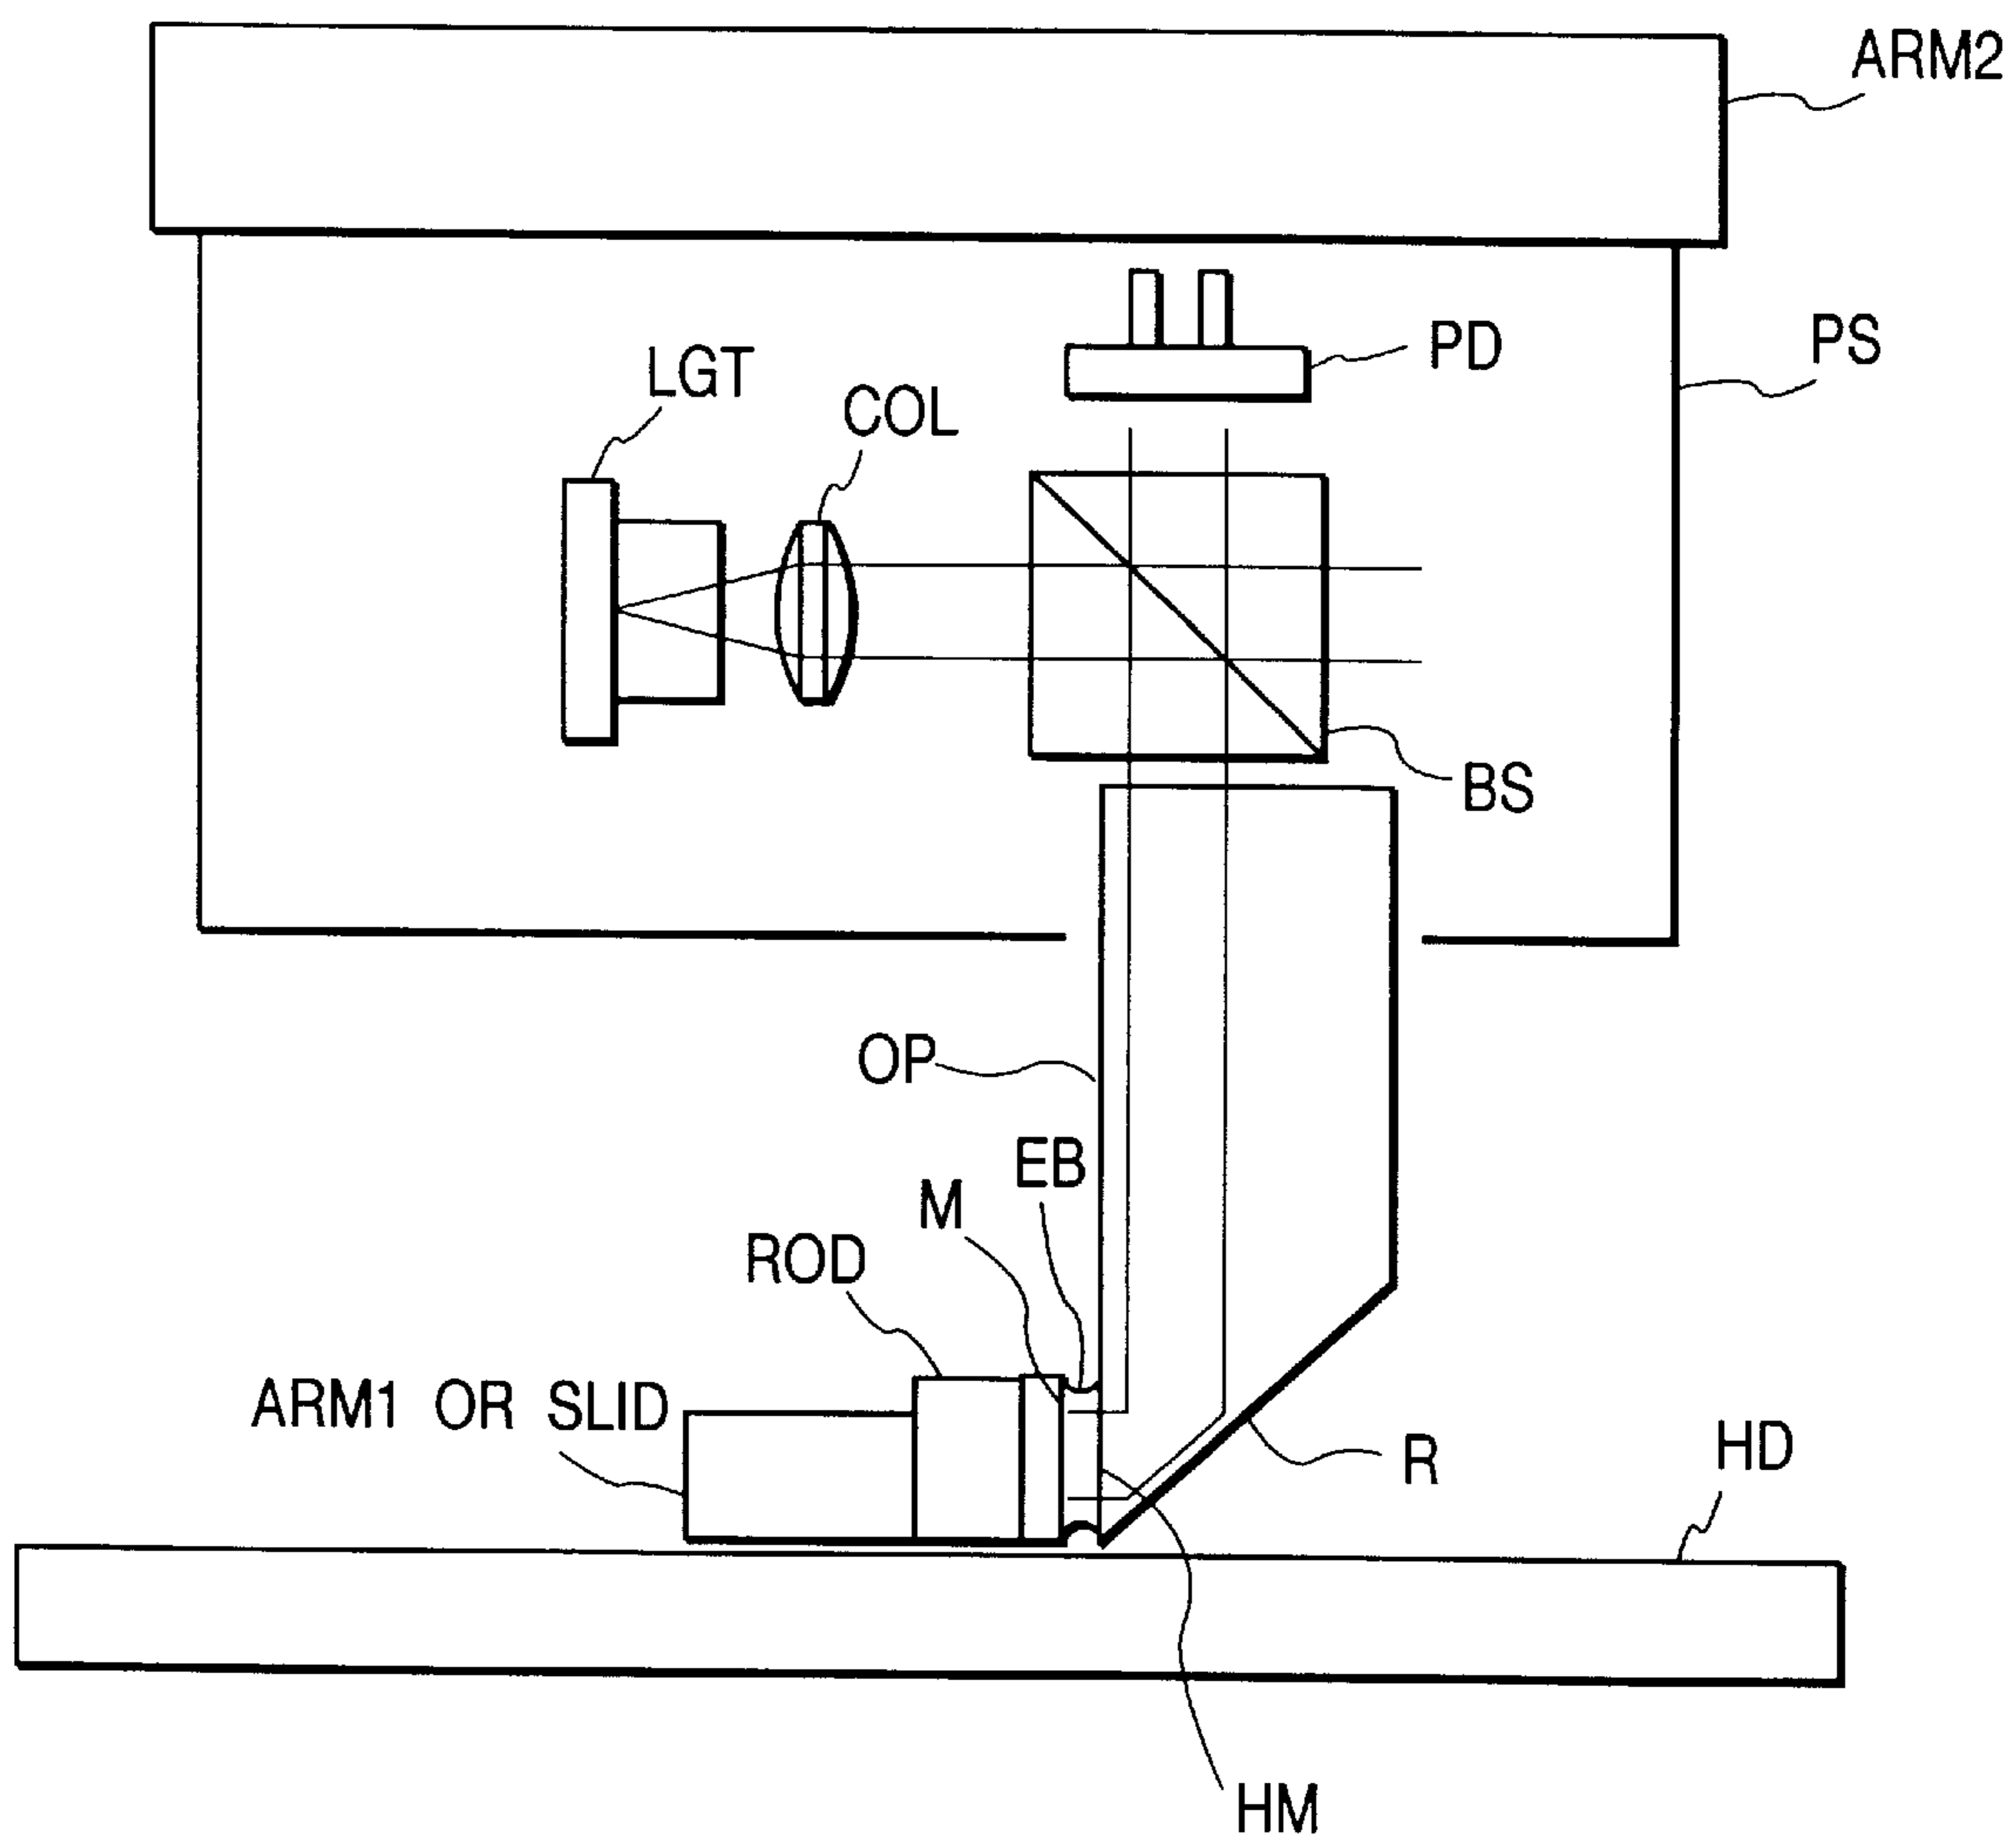 ARM2
PS
PD
LGT
COL
BS
OP
EB
M
ROD
ARM1 OR SLID
R
HD
HM